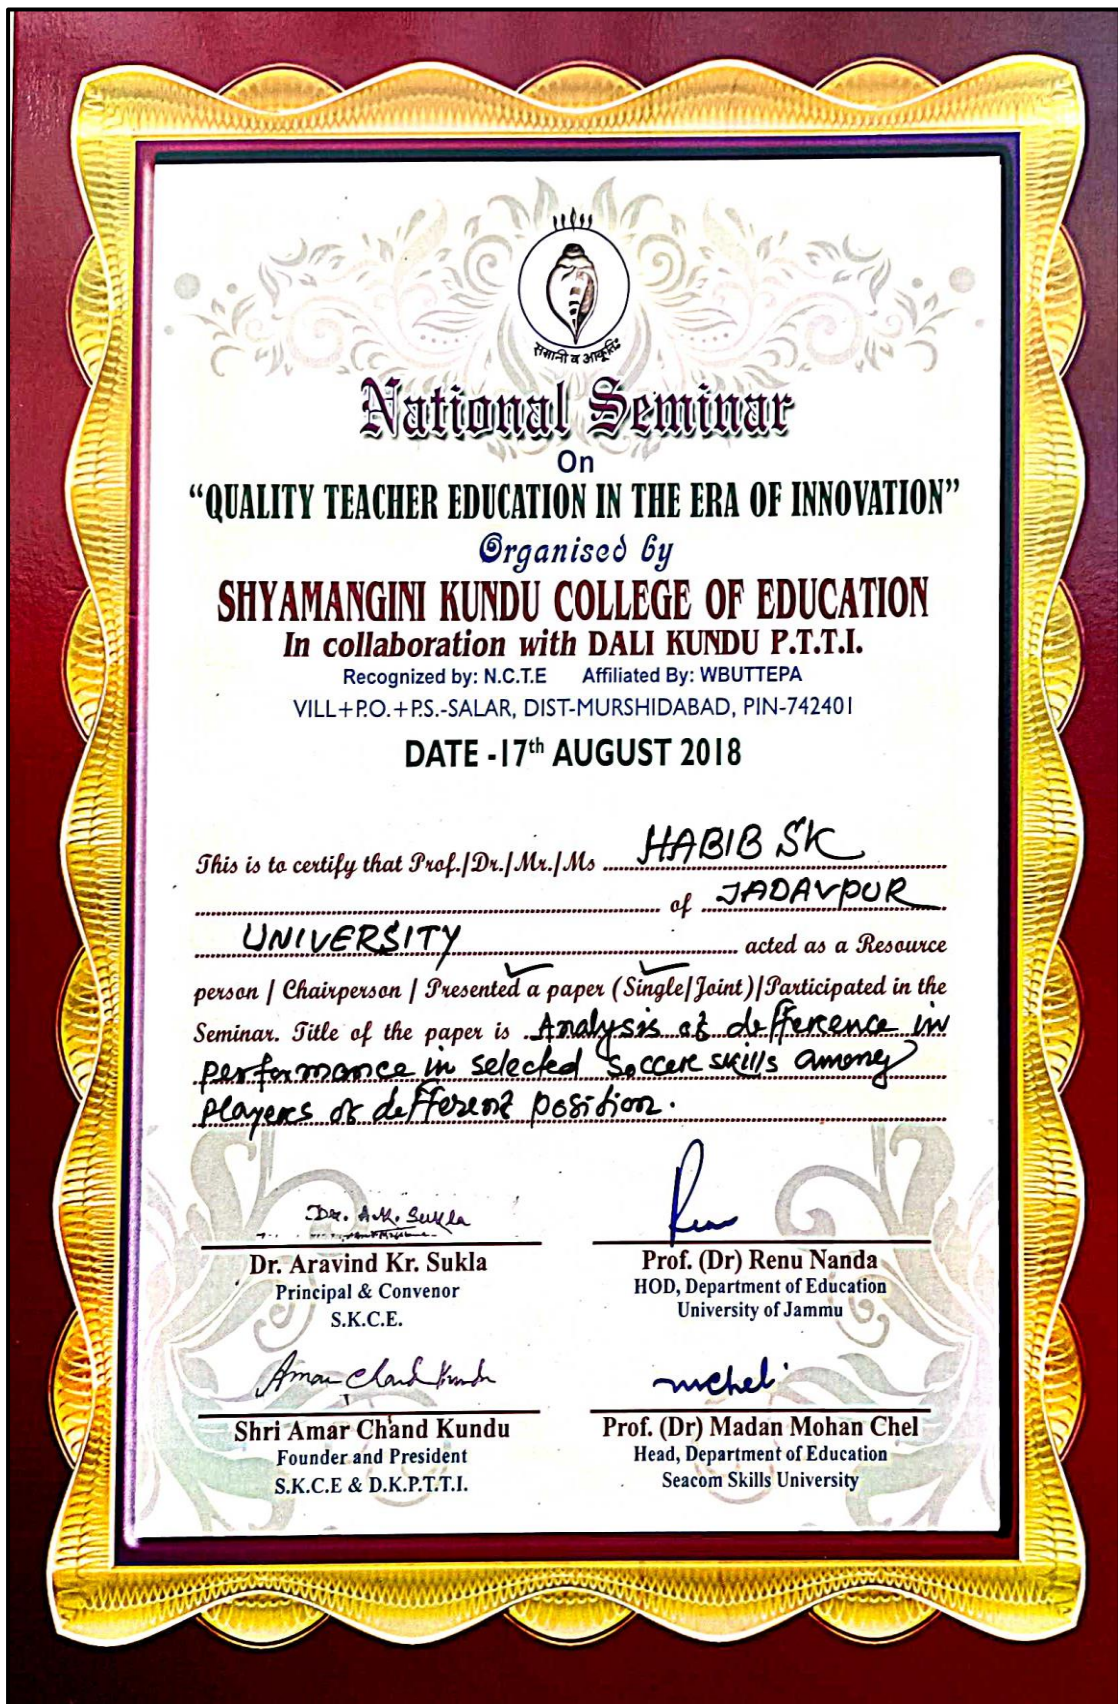 समानी व आकूतिः
National Seminar
On
“QUALITY TEACHER EDUCATION IN THE ERA OF INNOVATION”
Organised by
SHYAMANGINI KUNDU COLLEGE OF EDUCATION
In collaboration with DALI KUNDU P.T.T.I.
Recognized by: N.C.T.E Affiliated By: WBUTTEPA
VILL+P.O.+P.S.-SALAR, DIST-MURSHIDABAD, PIN-742401
DATE -17th AUGUST 2018
This is to certify that Prof./Dr./Mr./Ms HABIB SK
of JADAVPUR
UNIVERSITY acted as a Resource
person / Chairperson / Presented a paper (Single/Joint)/Participated in the
Seminar. Title of the paper is Analysis of defference in
performance in selected soccer skills among
players of defferent position.
Dr. A.K. Sukla
Dr. Aravind Kr. Sukla
Principal & Convenor
S.K.C.E.
Renu
Prof. (Dr) Renu Nanda
HOD, Department of Education
University of Jammu
Amar Chand Kundu
Shri Amar Chand Kundu
Founder and President
S.K.C.E & D.K.P.T.T.I.
mchel
Prof. (Dr) Madan Mohan Chel
Head, Department of Education
Seacom Skills University